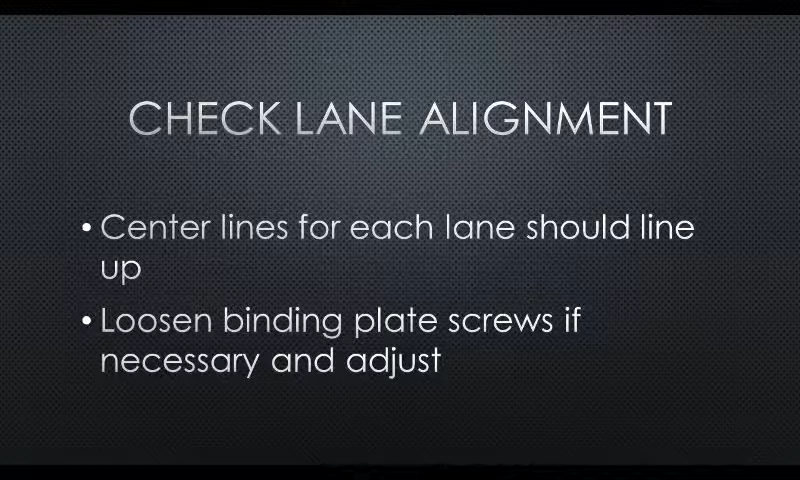 CHECK LANE ALIGNMENT
• Center lines for each lane should line
up
• Loosen binding plate screws if
necessary and adjust